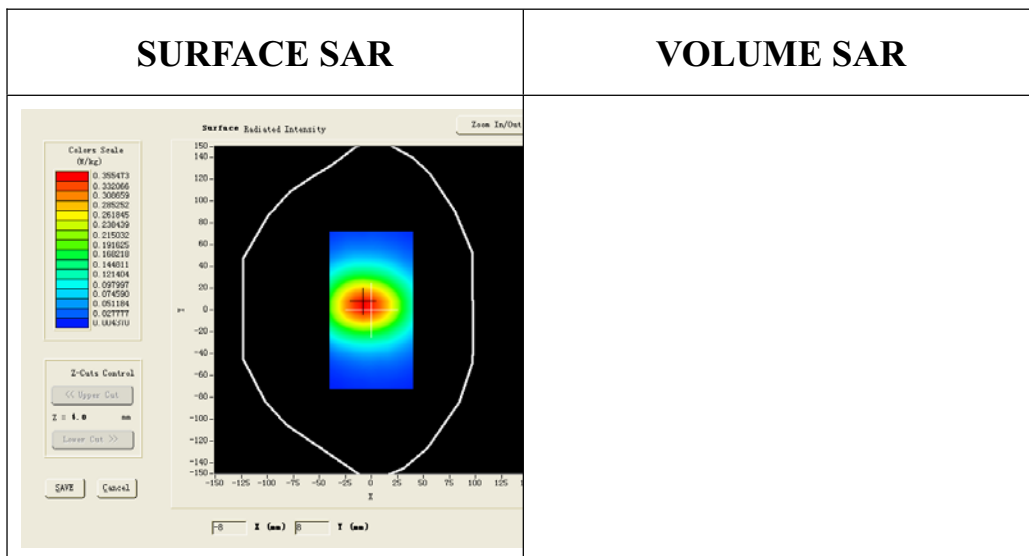 SURFACE SAR
VOLUME SAR
Surface Radiated Intensity
Zoom In/Out
Colors Scale
(W/kg)
0.355473
0.332066
0.308659
0.285252
0.261845
0.238439
0.215032
0.191625
0.168218
0.144811
0.121404
0.097997
0.074590
0.051184
0.027777
0.004370
150
140
120
100
80
60
40
20
0
-20
-40
-60
-80
-100
-120
-140
-150
Y
-150 -125 -100 -75 -50 -25 0 25 50 75 100 125
X
Z-Cuts Control
<< Upper Cut
Z = 4.0 mm
Lower Cut >>
SAVE Cancel
-8 X (mm) 8 Y (mm)